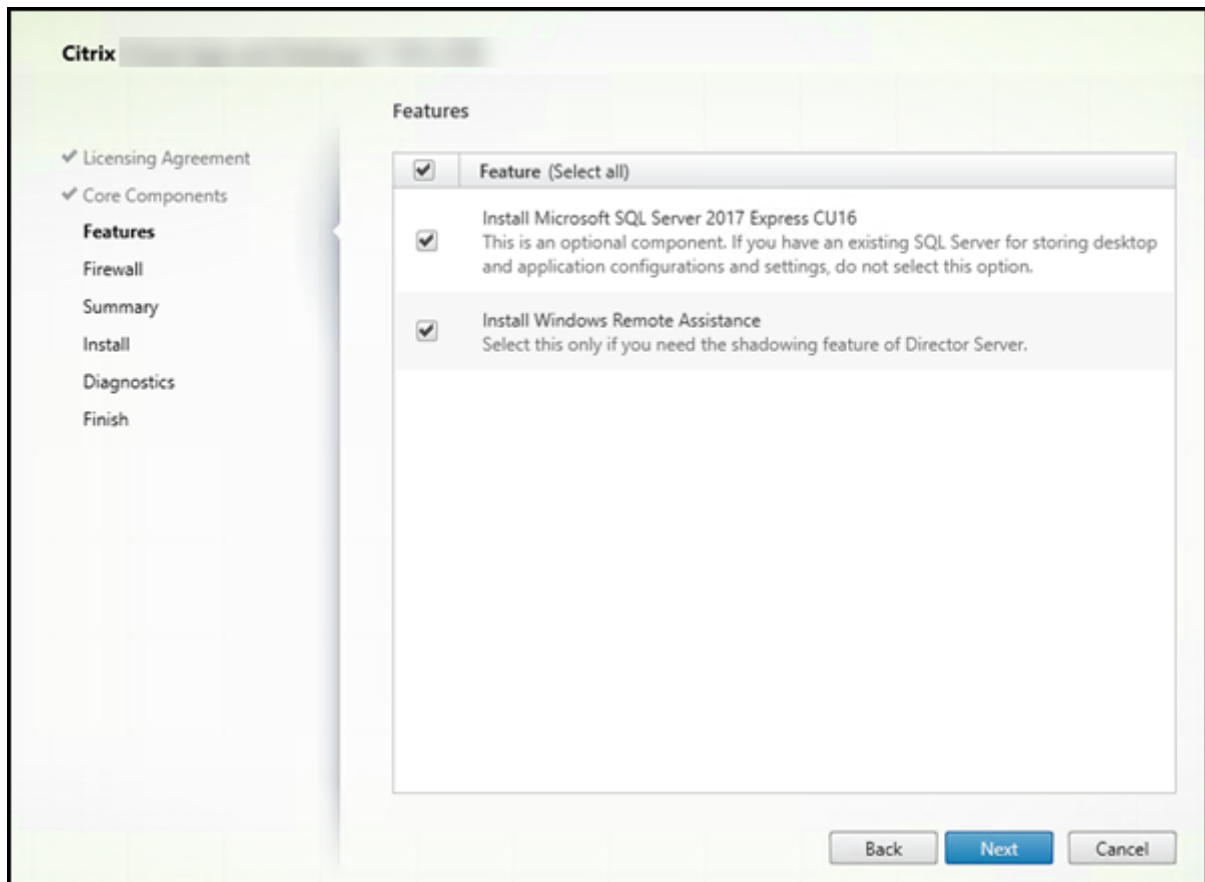 Citrix
Features
Licensing Agreement
Core Components
Features
Firewall
Summary
Install
Diagnostics
Finish
Feature (Select all)
Install Microsoft SQL Server 2017 Express CU16
This is an optional component. If you have an existing SQL Server for storing desktop
and application configurations and settings, do not select this option.
Install Windows Remote Assistance
Select this only if you need the shadowing feature of Director Server.
Back
Next
Cancel